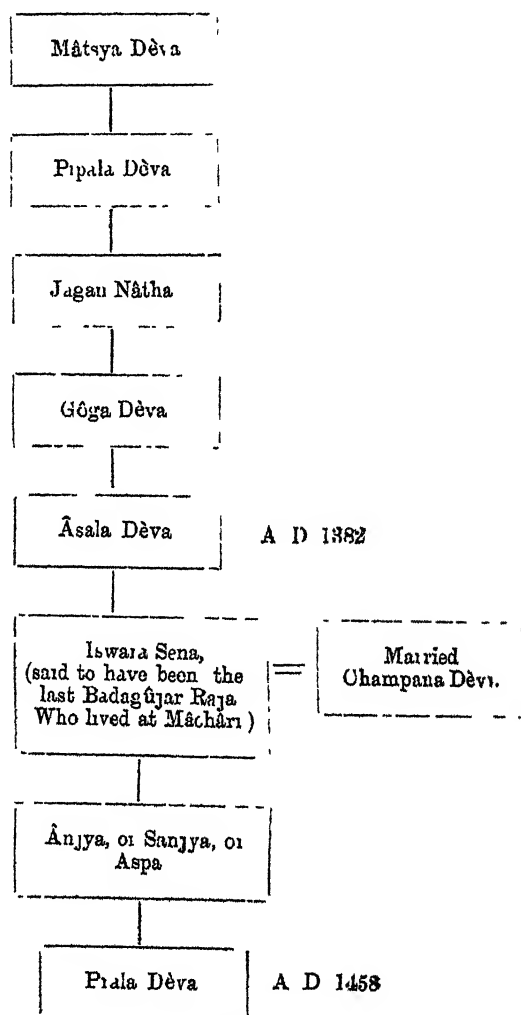 Mâtsya Dèva
Pipala Dèva
Jagan Nâtha
Gôga Dèva
Âsala Dèva
A D 1382
Iswara Sena,
(said to have been the
last Badagûjar Raja
Who lived at Mâchâri)
=
Married
Champana Dèvi.
Ânjya, or Sanjya, or
Aspa
Prala Dèva
A D 1458